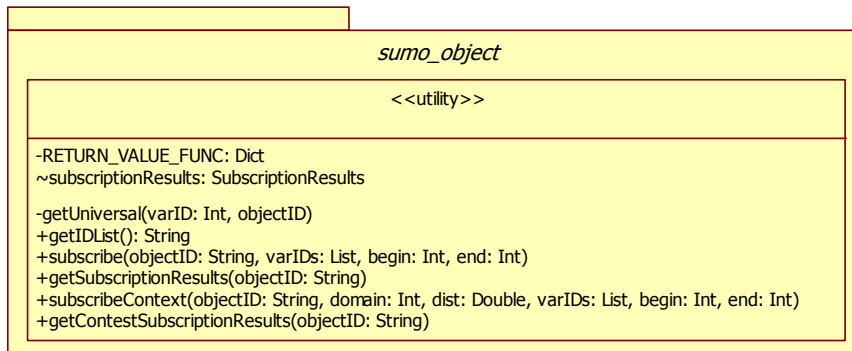 sumo_object
<<utility>>
-RETURN_VALUE_FUNC: Dict
~subscriptionResults: SubscriptionResults
-getUniversal(varID: Int, objectID)
+getIDList(): String
+subscribe(objectID: String, varIDs: List, begin: Int, end: Int)
+getSubscriptionResults(objectID: String)
+subscribeContext(objectID: String, domain: Int, dist: Double, varIDs: List, begin: Int, end: Int)
+getContestSubscriptionResults(objectID: String)